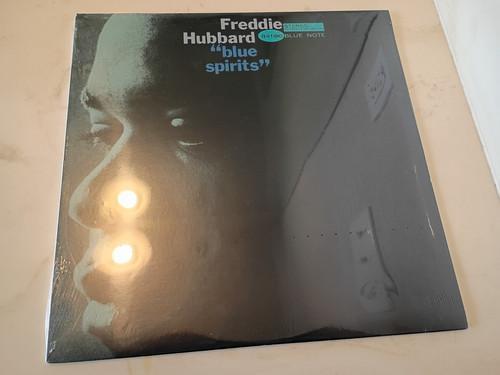 Freddie
Hubbard
BLUE NOTE
"blue
spirits"